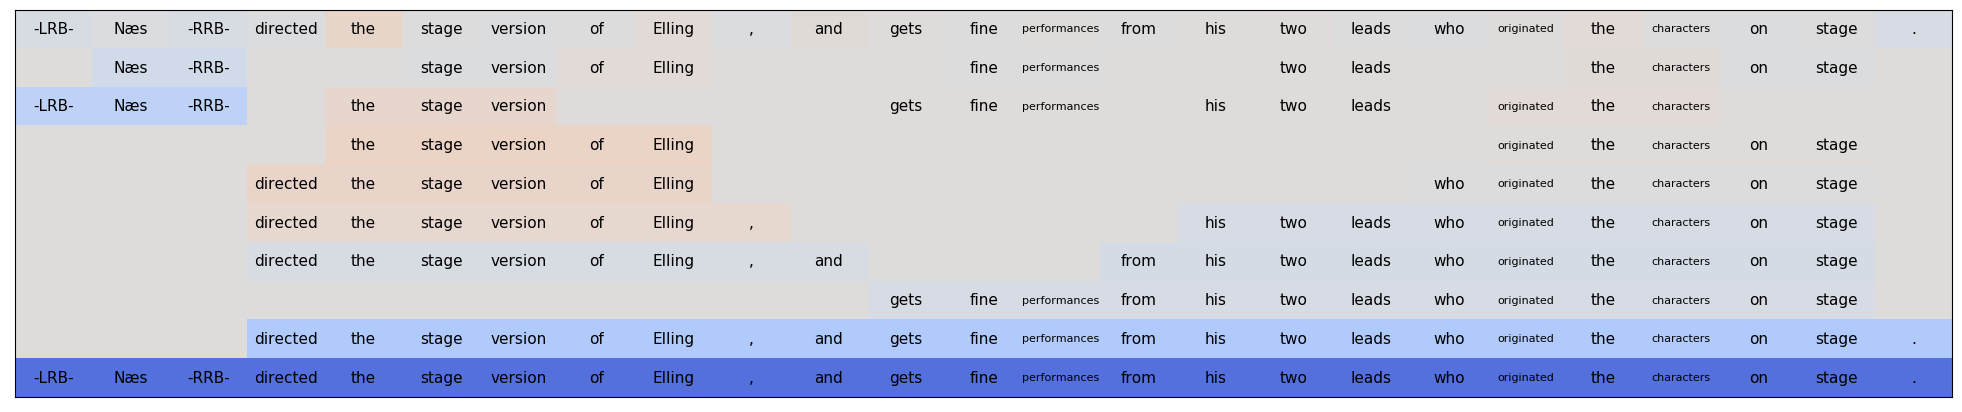 -LRB- Næs -RRB- directed the stage version of Elling , and gets fine performances from his two leads who originated the characters on stage .
Næs -RRB- stage version of Elling fine performances two leads the characters on stage
-LRB- Næs -RRB- the stage version gets fine performances his two leads originated the characters
the stage version of Elling originated the characters on stage
directed the stage version of Elling who originated the characters on stage
directed the stage version of Elling , his two leads who originated the characters on stage
directed the stage version of Elling , and from his two leads who originated the characters on stage
gets fine performances from his two leads who originated the characters on stage
directed the stage version of Elling , and gets fine performances from his two leads who originated the characters on stage .
-LRB- Næs -RRB- directed the stage version of Elling , and gets fine performances from his two leads who originated the characters on stage .